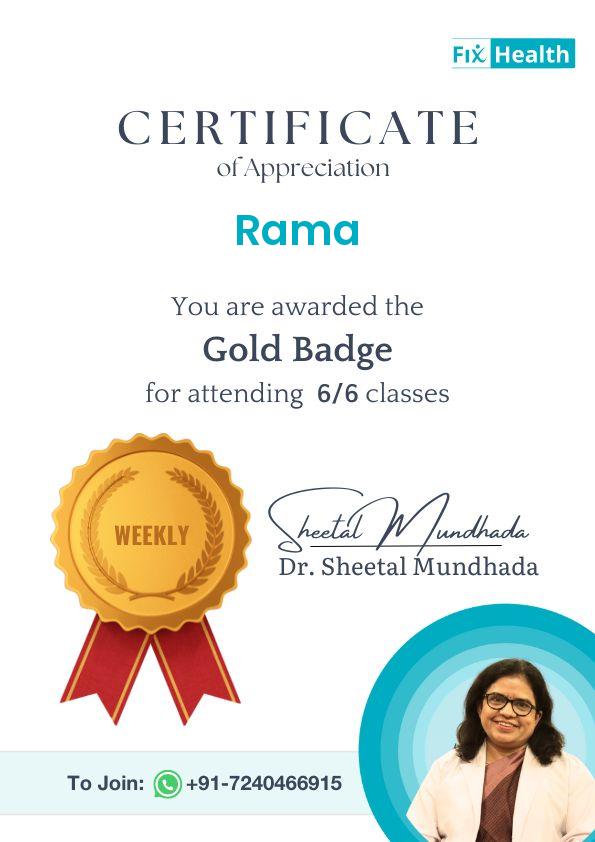 Fix Health
CERTIFICATE
of Appreciation
Rama
You are awarded the
Gold Badge
for attending 6/6 classes
WEEKLY
Sheetal Mundhada
Dr. Sheetal Mundhada
To Join: +91-7240466915